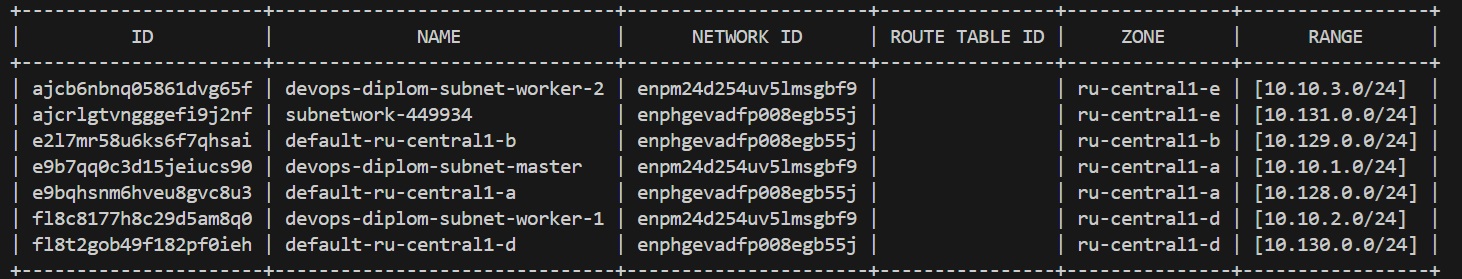 +----------------------+-------------------------------+----------------------+----------------+---------------+-----------------+
|          ID          |             NAME              |      NETWORK ID      | ROUTE TABLE ID |     ZONE      |      RANGE      |
+----------------------+-------------------------------+----------------------+----------------+---------------+-----------------+
| ajcb6nbnq05861dvg65f | devops-diplom-subnet-worker-2 | enpm24d254uv5lmsgbf9 |                | ru-central1-e | [10.10.3.0/24]  |
| ajcrlgtvngggefi9j2nf | subnetwork-449934             | enphgevadfp008egb55j |                | ru-central1-e | [10.131.0.0/24] |
| e2l7mr58u6ks6f7qhsai | default-ru-central1-b         | enphgevadfp008egb55j |                | ru-central1-b | [10.129.0.0/24] |
| e9b7qq0c3d15jeiucs90 | devops-diplom-subnet-master   | enpm24d254uv5lmsgbf9 |                | ru-central1-a | [10.10.1.0/24]  |
| e9bqhsnm6hveu8gvc8u3 | default-ru-central1-a         | enphgevadfp008egb55j |                | ru-central1-a | [10.128.0.0/24] |
| fl8c8177h8c29d5am8q0 | devops-diplom-subnet-worker-1 | enpm24d254uv5lmsgbf9 |                | ru-central1-d | [10.10.2.0/24]  |
| fl8t2gob49f182pf0ieh | default-ru-central1-d         | enphgevadfp008egb55j |                | ru-central1-d | [10.130.0.0/24] |
+----------------------+-------------------------------+----------------------+----------------+---------------+-----------------+